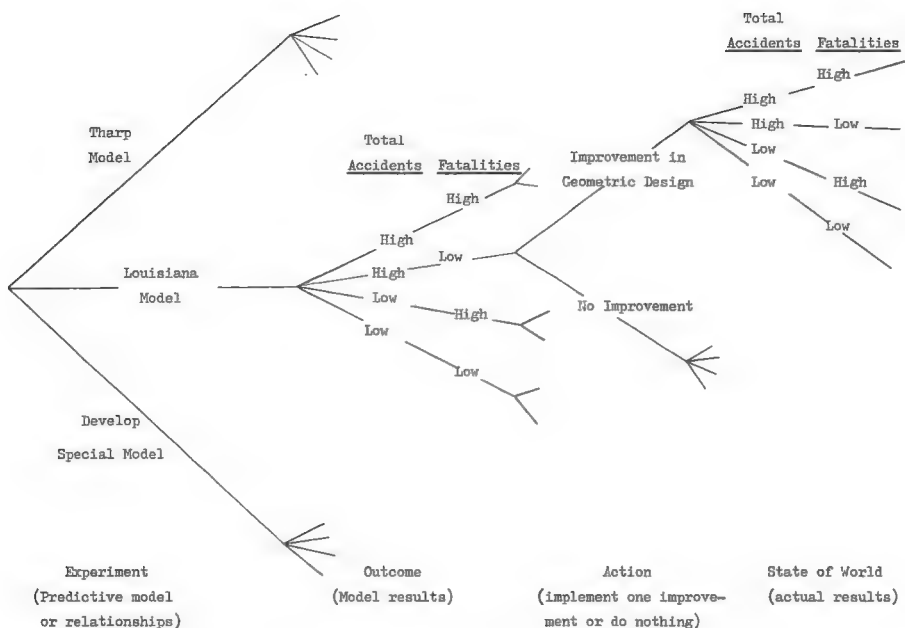 Total
Accidents Fatalities
High
High
High Low
Low
Low High
Low
Tharp
Model
Total
Accidents Fatalities
Improvement in
Geometric Design
High
High
High Low
Low High
Low
Low
Louisiana
Model
No Improvement
Develop
Special Model
Experiment
(Predictive model
or relationships)
Outcome
(Model results)
Action
(implement one improve-
ment or do nothing)
State of World
(actual results)